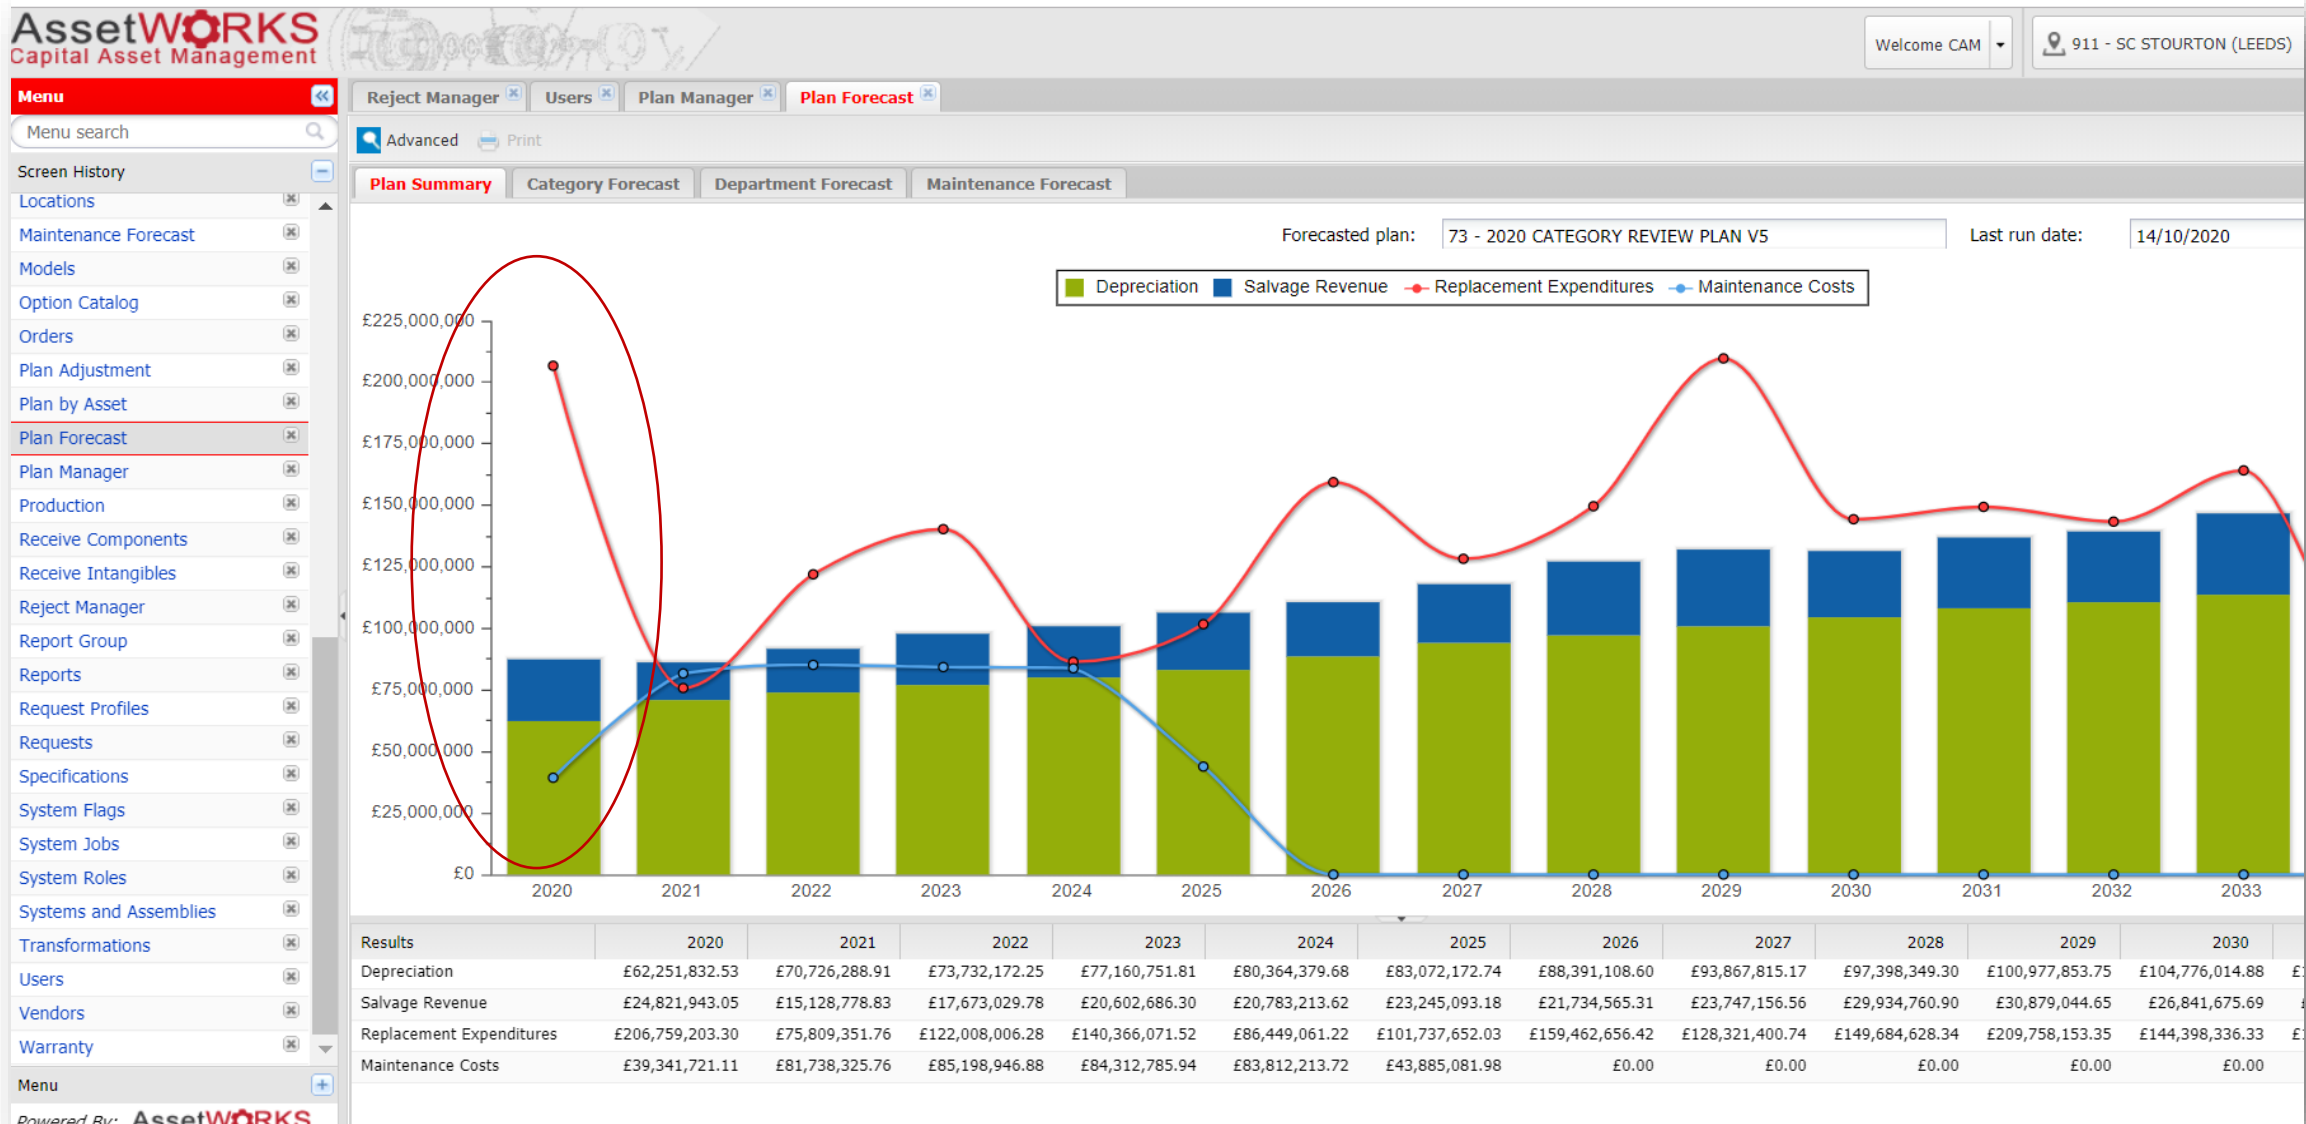 AssetWORKS
Capital Asset Management
Welcome CAM
911 - SC STOURTON (LEEDS)
Menu
Reject Manager
Users
Plan Manager
Plan Forecast
Menu search
Advanced
Print
Screen History
Plan Summary
Category Forecast
Department Forecast
Maintenance Forecast
Locations
Maintenance Forecast
Models
Option Catalog
Orders
Plan Adjustment
Plan by Asset
Plan Forecast
Plan Manager
Production
Receive Components
Receive Intangibles
Reject Manager
Report Group
Reports
Request Profiles
Requests
Specifications
System Flags
System Jobs
System Roles
Systems and Assemblies
Transformations
Users
Vendors
Warranty
Menu
Powered By: AssetWORKS
Forecasted plan: 73 - 2020 CATEGORY REVIEW PLAN V5
Last run date: 14/10/2020
Depreciation Salvage Revenue Replacement Expenditures Maintenance Costs
£225,000,000
£200,000,000
£175,000,000
£150,000,000
£125,000,000
£100,000,000
£75,000,000
£50,000,000
£25,000,000
£0
2020 2021 2022 2023 2024 2025 2026 2027 2028 2029 2030 2031 2032 2033
Results 2020 2021 2022 2023 2024 2025 2026 2027 2028 2029 2030
Depreciation £62,251,832.53 £70,726,288.91 £73,732,172.25 £77,160,751.81 £80,364,379.68 £83,072,172.74 £88,391,108.60 £93,867,815.17 £97,398,349.30 £100,977,853.75 £104,776,014.88
Salvage Revenue £24,821,943.05 £15,128,778.83 £17,673,029.78 £20,602,686.30 £20,783,213.62 £23,245,093.18 £21,734,565.31 £23,747,156.56 £29,934,760.90 £30,879,044.65 £26,841,675.69
Replacement Expenditures £206,759,203.30 £75,809,351.76 £122,008,006.28 £140,366,071.52 £86,449,061.22 £101,737,652.03 £159,462,656.42 £128,321,400.74 £149,684,628.34 £209,758,153.35 £144,398,336.33
Maintenance Costs £39,341,721.11 £81,738,325.76 £85,198,946.88 £84,312,785.94 £83,812,213.72 £43,885,081.98 £0.00 £0.00 £0.00 £0.00 £0.00